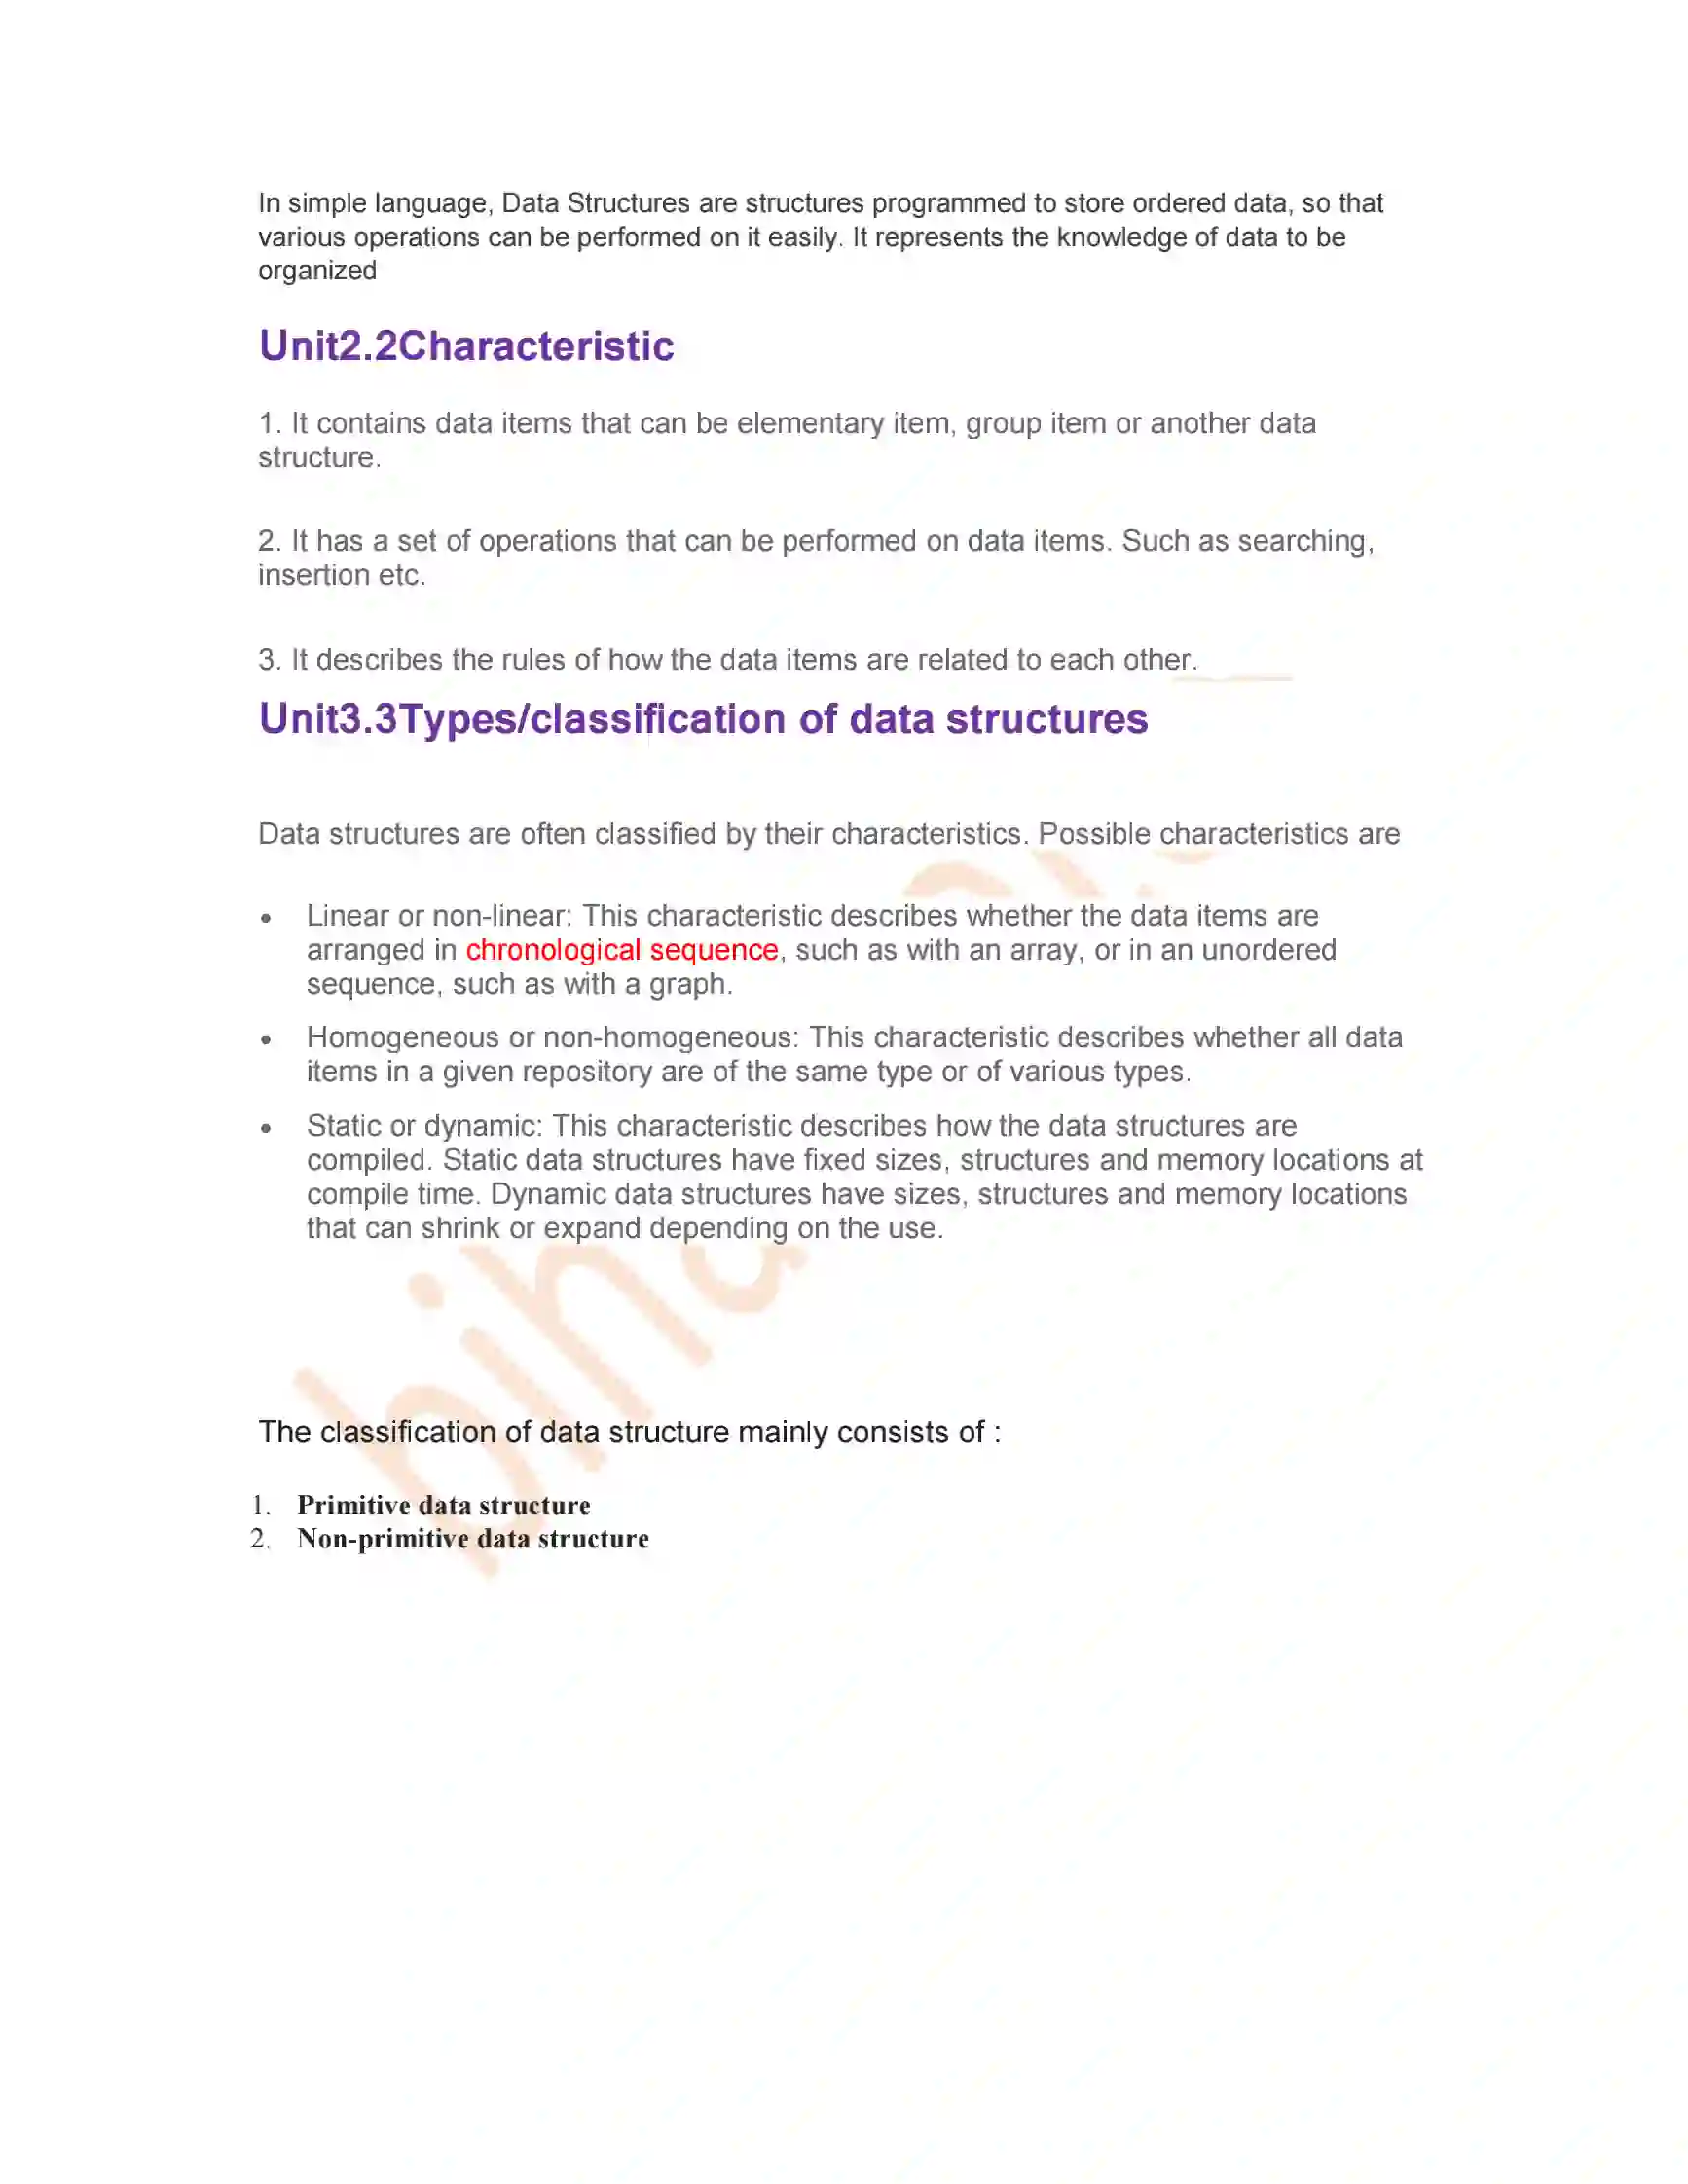 In simple language, Data Structures are structures programmed to store ordered data, so that
various operations can be performed on it easily. It represents the knowledge of data to be
organized
Unit2.2Characteristic
1. It contains data items that can be elementary item, group item or another data
structure.
2. It has a set of operations that can be performed on data items. Such as searching,
insertion etc.
3. It describes the rules of how the data items are related to each other.
Unit3.3Types/classification of data structures
Data structures are often classified by their characteristics. Possible characteristics are
• Linear or non-linear: This characteristic describes whether the data items are
arranged in chronological sequence, such as with an array, or in an unordered
sequence, such as with a graph.
• Homogeneous or non-homogeneous: This characteristic describes whether all data
items in a given repository are of the same type or of various types.
• Static or dynamic: This characteristic describes how the data structures are
compiled. Static data structures have fixed sizes, structures and memory locations at
compile time. Dynamic data structures have sizes, structures and memory locations
that can shrink or expand depending on the use.
The classification of data structure mainly consists of :
1. Primitive data structure
2. Non-primitive data structure